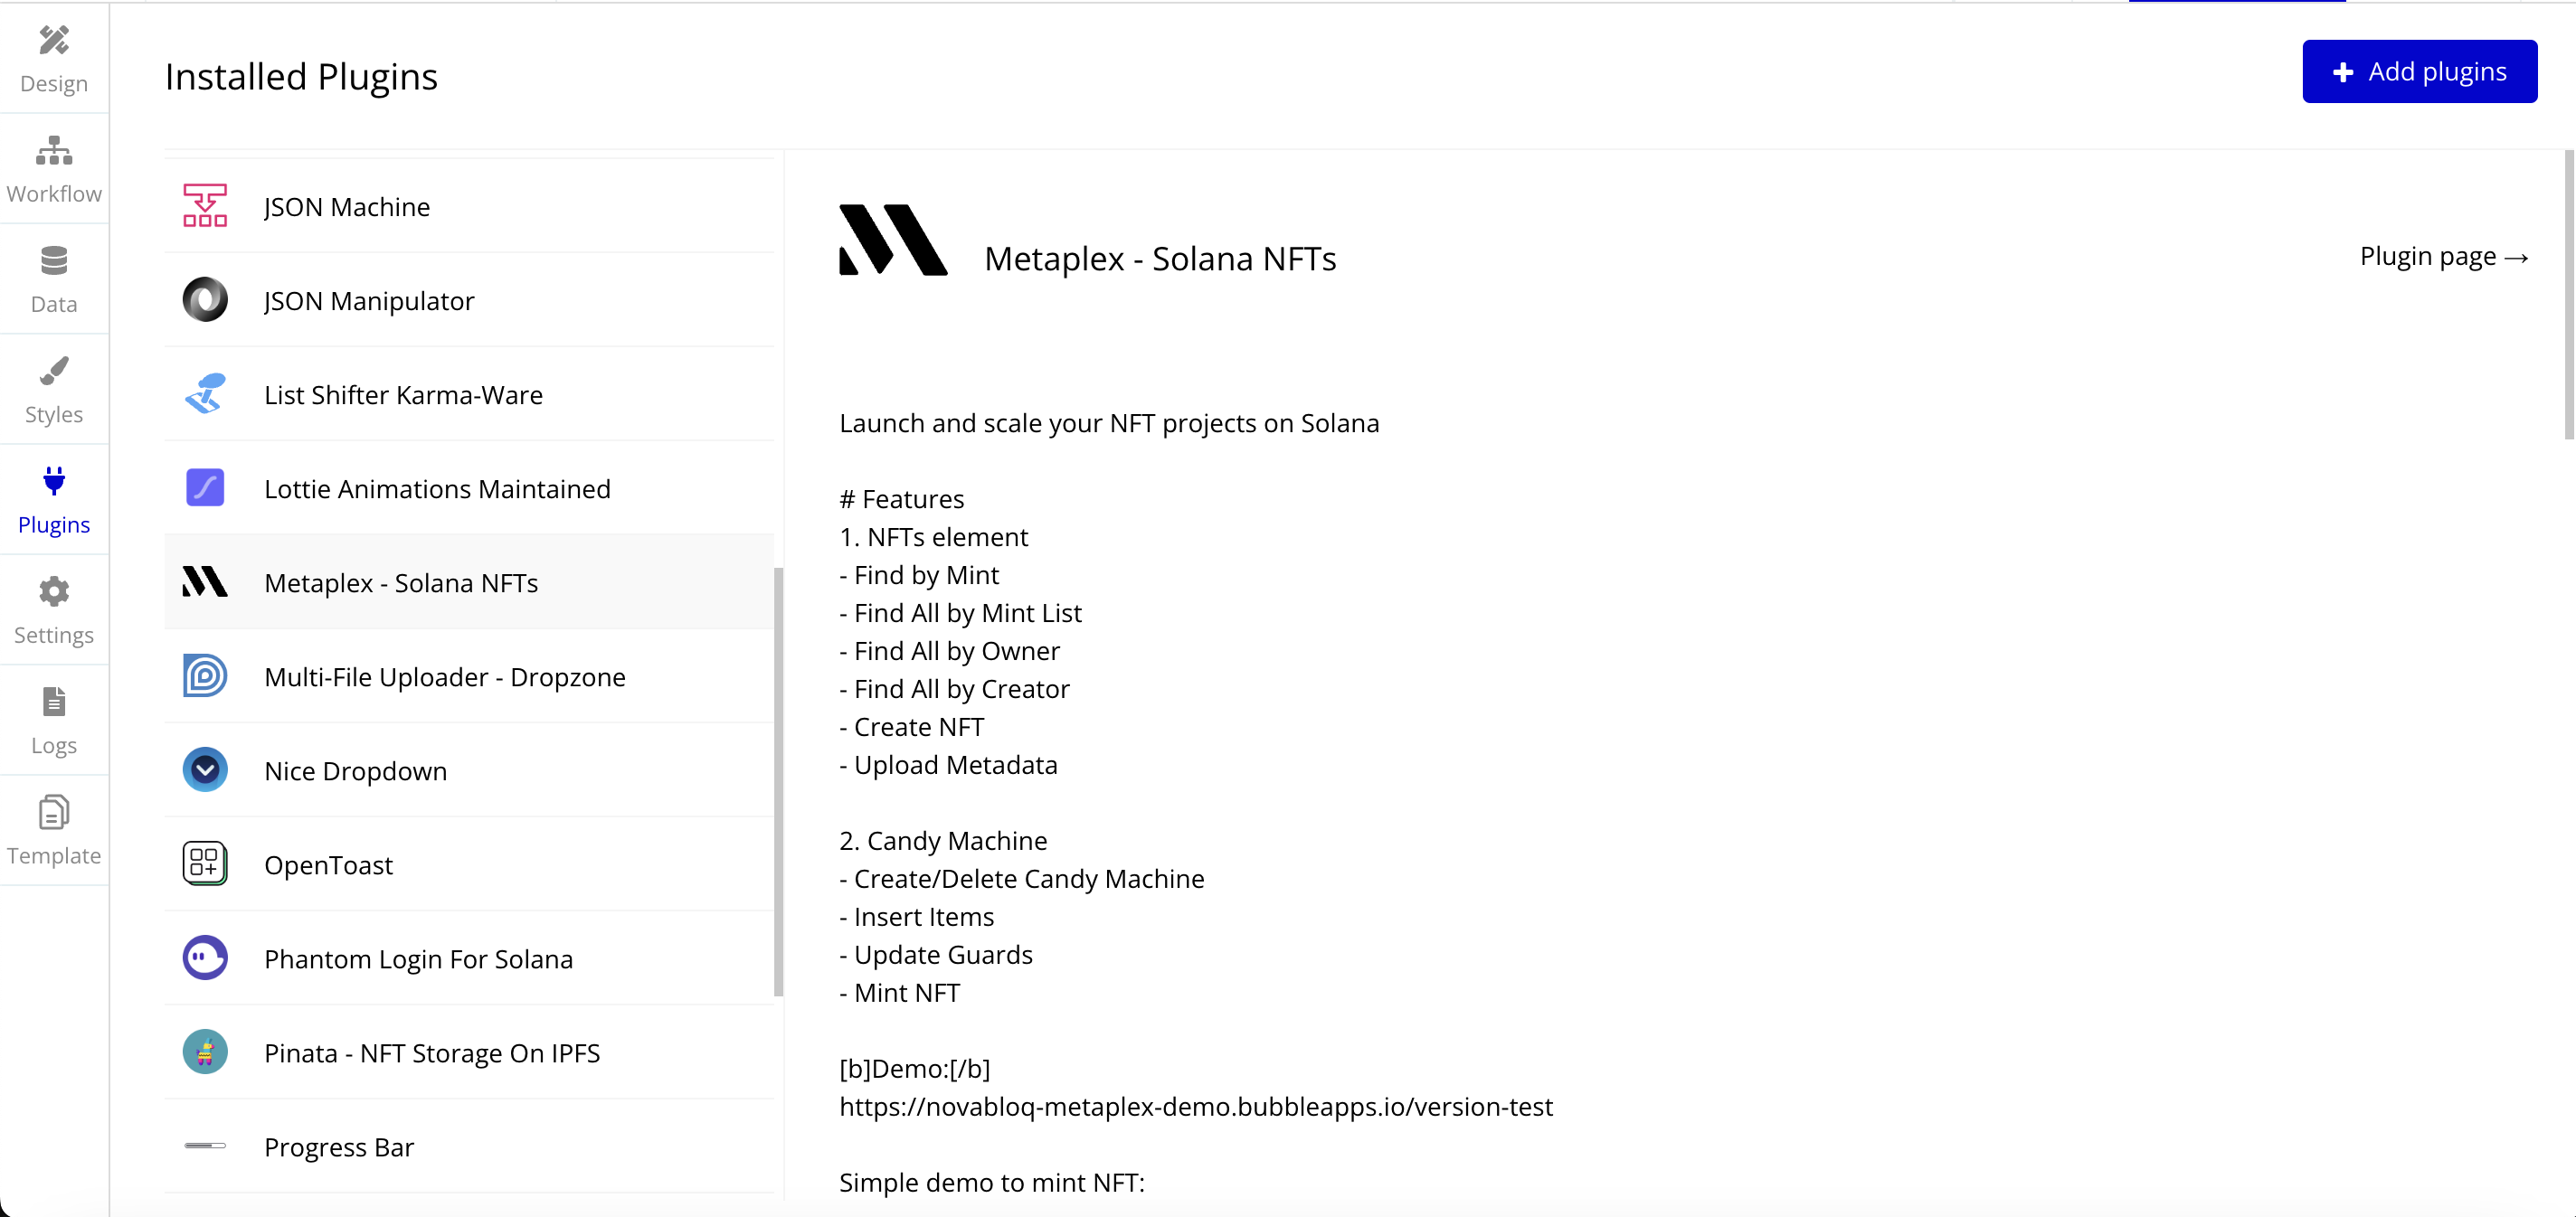 Design
Workflow
Data
Styles
Plugins
Settings
Logs
Template
Installed Plugins
Add plugins
JSON Machine
JSON Manipulator
List Shifter Karma-Ware
Lottie Animations Maintained
Metaplex - Solana NFTs
Multi-File Uploader - Dropzone
Nice Dropdown
OpenToast
Phantom Login For Solana
Pinata - NFT Storage On IPFS
Progress Bar
Metaplex - Solana NFTs
Plugin page →
Launch and scale your NFT projects on Solana
# Features
1. NFTs element
- Find by Mint
- Find All by Mint List
- Find All by Owner
- Find All by Creator
- Create NFT
- Upload Metadata
2. Candy Machine
- Create/Delete Candy Machine
- Insert Items
- Update Guards
- Mint NFT
[b]Demo:[/b]
https://novabloq-metaplex-demo.bubbleapps.io/version-test
Simple demo to mint NFT: